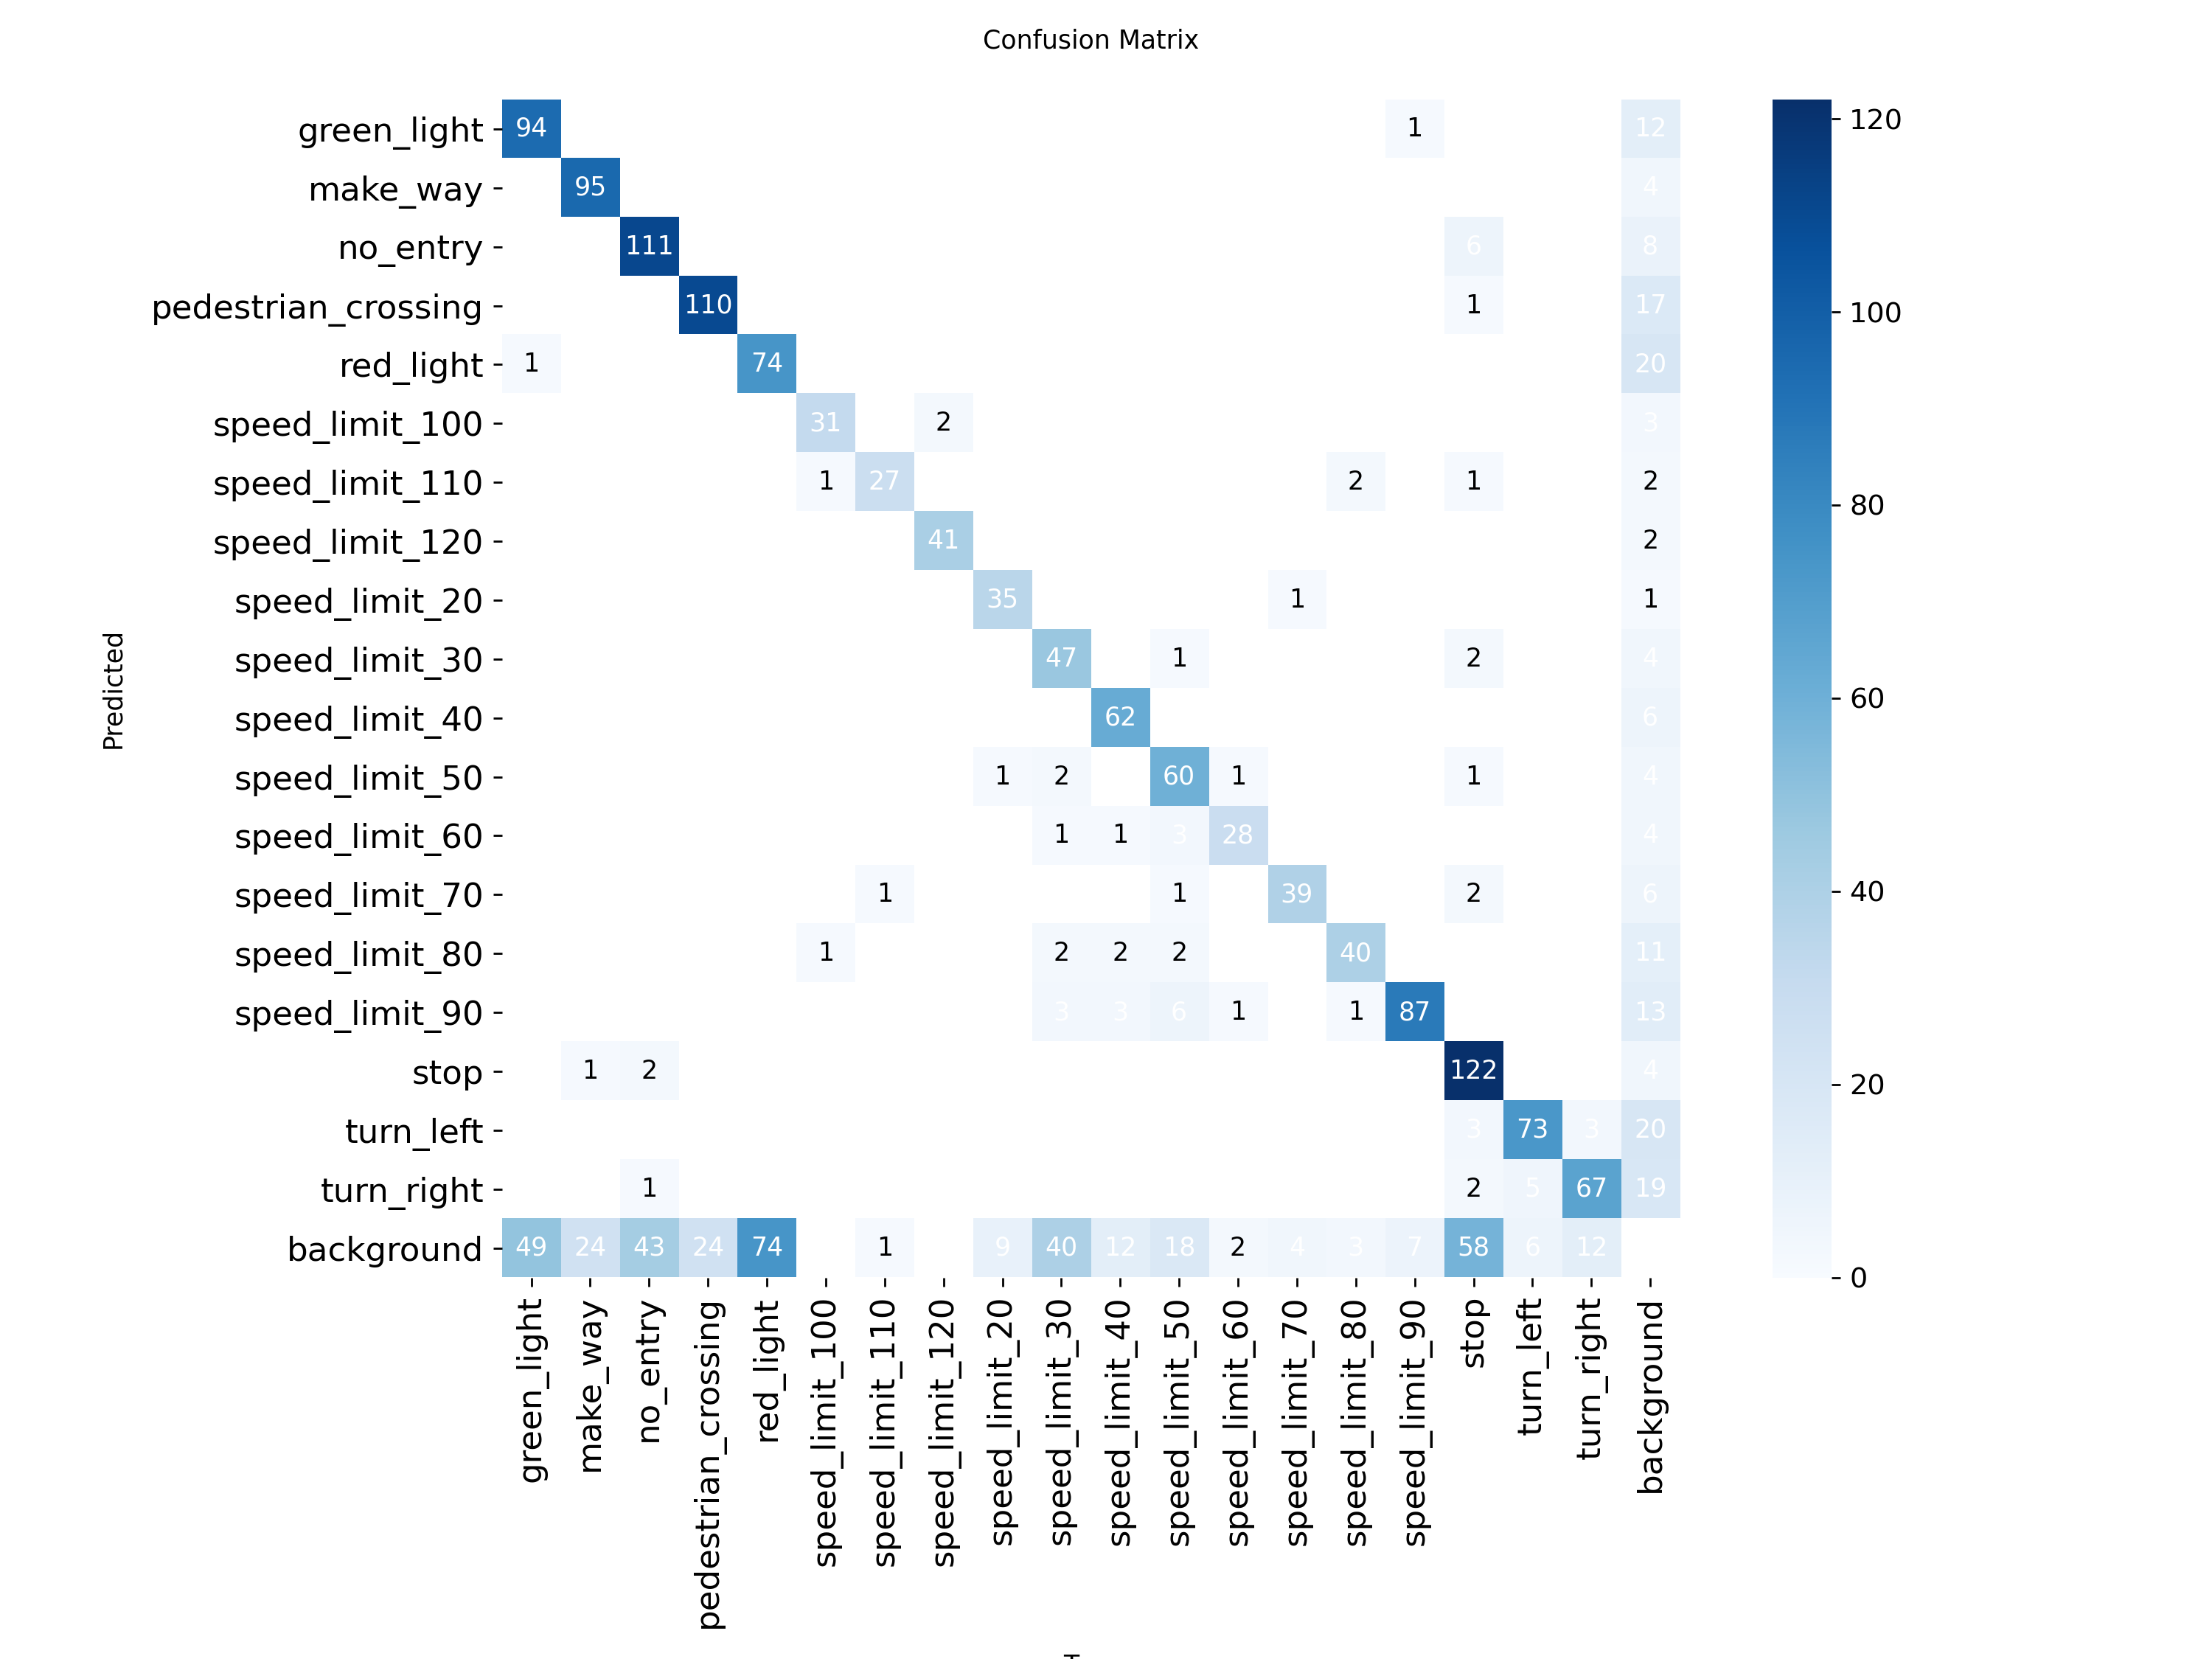 Confusion Matrix
green_light 94 1 12
make_way 95 4
no_entry 111 6 8
pedestrian_crossing 110 1 17
red_light 1 74 20
speed_limit_100 31 2 3
speed_limit_110 1 27 2 1 2
speed_limit_120 41 2
speed_limit_20 35 1 1
speed_limit_30 47 1 2 4
speed_limit_40 62 6
speed_limit_50 1 2 60 1 1 4
speed_limit_60 1 1 3 28 4
speed_limit_70 1 1 39 2 6
speed_limit_80 1 2 2 2 40 11
speed_limit_90 3 3 6 1 1 87 13
stop 1 2 122 4
turn_left 3 73 3 20
turn_right 1 2 5 67 19
background 49 24 43 24 74 1 9 40 12 18 2 4 3 7 58 6 12
Predicted
green_light
make_way
no_entry
pedestrian_crossing
red_light
speed_limit_100
speed_limit_110
speed_limit_120
speed_limit_20
speed_limit_30
speed_limit_40
speed_limit_50
speed_limit_60
speed_limit_70
speed_limit_80
speed_limit_90
stop
turn_left
turn_right
background
120
100
80
60
40
20
0